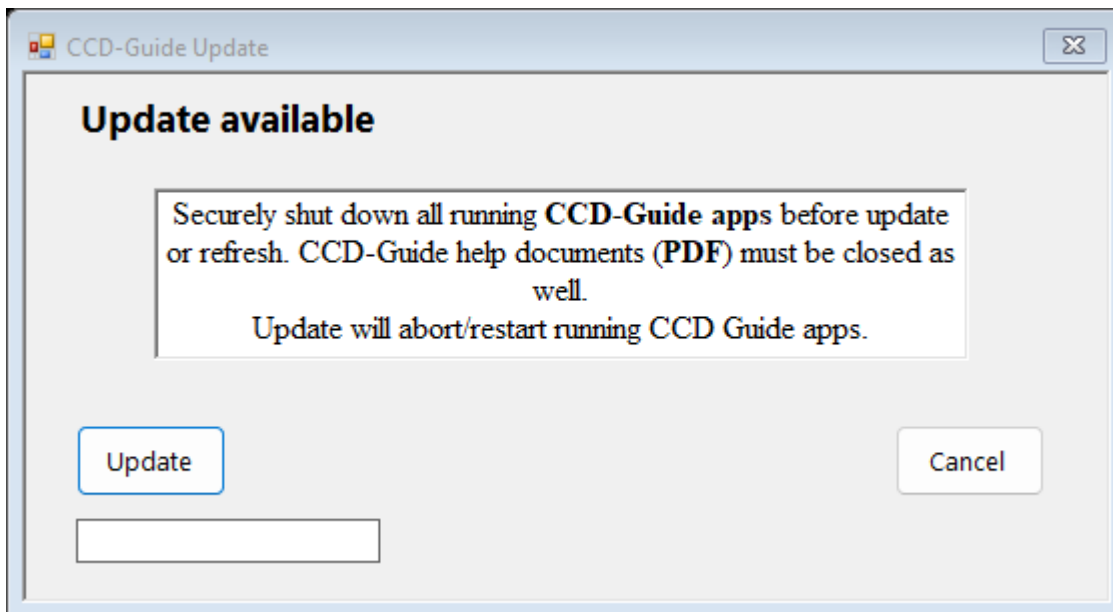 CCD-Guide Update
Update available
Securely shut down all running CCD-Guide apps before update
or refresh. CCD-Guide help documents (PDF) must be closed as
well.
Update will abort/restart running CCD Guide apps.
Update
Cancel